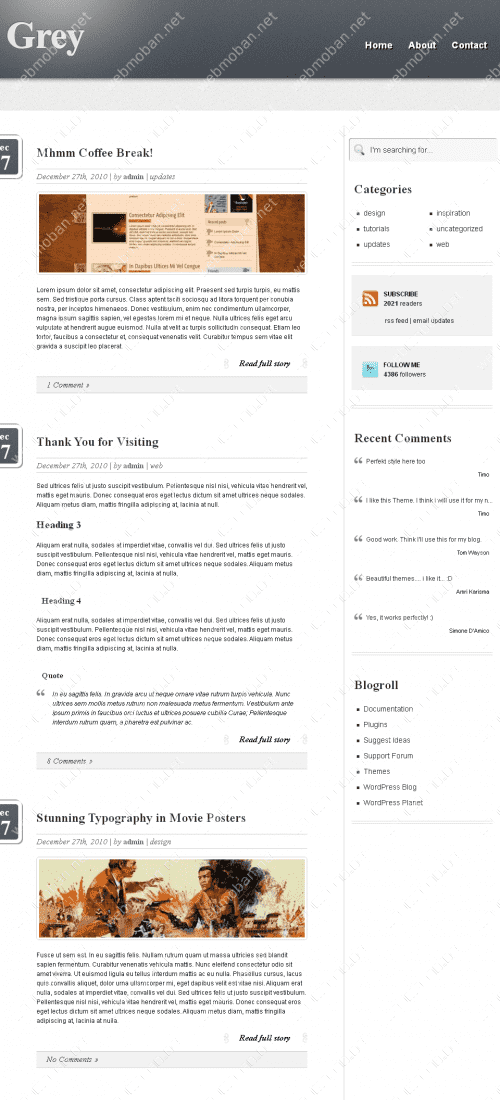 Grey
Home About Contact
webmoban.net
ec
7
Mhmm Coffee Break!
December 27th, 2010 | by admin | updates
Consectetur Adipiscing Elit
In Dapibus Ultices Mi Vel Congue
Lorem ipsum dolor sit amet, consectetur adipiscing elit. Praesent sed turpis turpis, eu mattis
sem. Sed tristique porta cursus. Class aptent taciti sociosqu ad litora torquent per conubia
nostra, per inceptos himenaeos. Donec vestibulum, enim nec condimentum ullamcorper,
magna ipsum sagittis sapien, vel egestas lorem mi et neque. Nulla ultrices felis eget arcu
vulputate at hendrerit augue euismod. Nulla at velit ac turpis sollicitudin consequat. Etiam leo
tortor, faucibus a consectetur et, consequat venenatis velit. Curabitur tempus sem vitae elit
gravida a suscipit leo placerat.
Read full story
1 Comment »
ec
7
Thank You for Visiting
December 27th, 2010 | by admin | web
Sed ultrices felis ut justo suscipit vestibulum. Pellentesque nisl nisi, vehicula vitae hendrerit vel,
mattis eget mauris. Donec consequat eros eget lectus dictum sit amet ultrices neque sodales.
Aliquam metus diam, mattis fringilla adipiscing at, lacinia at null.
Heading 3
Aliquam erat nulla, sodales at imperdiet vitae, convallis vel dui. Sed ultrices felis ut justo
suscipit vestibulum. Pellentesque nisl nisi, vehicula vitae hendrerit vel, mattis eget mauris.
Donec consequat eros eget lectus dictum sit amet ultrices neque sodales. Aliquam metus
diam, mattis fringilla adipiscing at, lacinia at nulla.
Heading 4
Aliquam erat nulla, sodales at imperdiet vitae, convallis vel dui. Sed ultrices felis ut justo
suscipit vestibulum. Pellentesque nisl nisi, vehicula vitae hendrerit vel, mattis eget mauris.
Donec consequat eros eget lectus dictum sit amet ultrices neque sodales. Aliquam metus
diam, mattis fringilla adipiscing at, lacinia at nulla.
Quote
In eu sagittis felis. In gravida arcu ut neque ornare vitae rutrum turpis vehicula. Nunc
ultrices sem mollis metus rutrum non malesuada metus fermentum. Vestibulum ante
ipsum primis in faucibus orci luctus et ultrices posuere cubilia Curae; Pellentesque
interdum rutrum quam, a pharetra est pulvinar ac.
Read full story
8 Comments »
ec
7
Stunning Typography in Movie Posters
December 27th, 2010 | by admin | design
Fusce ut sem est. In eu sagittis felis. Nullam rutrum quam ut massa ultricies sed blandit
sapien fermentum. Curabitur venenatis vehicula mattis. Nunc eleifend consectetur odio sit
amet viverra. Ut euismod ligula eu tellus interdum mattis ac eu nulla. Phasellus cursus, lacus
quis convallis aliquet, dolor urna ullamcorper mi, eget dapibus velit est vitae nisi. Aliquam erat
nulla, sodales at imperdiet vitae, convallis vel dui. Sed ultrices felis ut justo suscipit vestibulum.
Pellentesque nisl nisi, vehicula vitae hendrerit vel, mattis eget mauris. Donec consequat eros
eget lectus dictum sit amet ultrices neque sodales. Aliquam metus diam, mattis fringilla
adipiscing at, lacinia at nulla.
Read full story
No Comments »
I'm searching for...
Categories
design
inspiration
tutorials
uncategorized
updates
web
SUBSCRIBE
2021 readers
rss feed | email updates
FOLLOW ME
4386 followers
Recent Comments
Perfekt style here too
Timo
I like this Theme. I think i will use it for my n...
Timo
Good work. Think I'll use this for my blog.
Tom Wayson
Beautiful themes.... i like it... :D
Amri Karisma
Yes, it works perfectly! :)
Simone D'Amico
Blogroll
Documentation
Plugins
Suggest Ideas
Support Forum
Themes
WordPress Blog
WordPress Planet